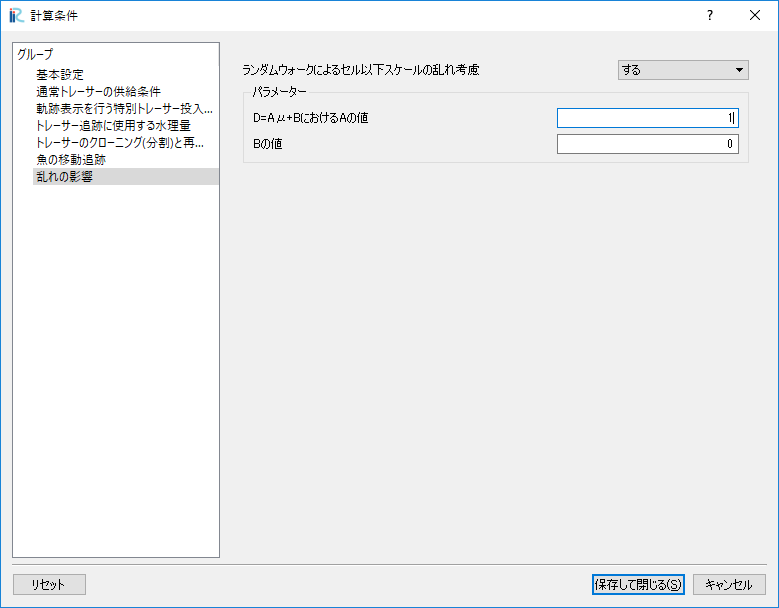 計算条件
グループ
基本設定
通常トレーサーの供給条件
軌跡表示を行う特別トレーサー投入...
トレーサー追跡に使用する水理量
トレーサーのクローニング(分割)と再...
魚の移動追跡
乱れの影響
ランダムウォークによるセル以下スケールの乱れ考慮
する
パラメーター
D=Aμ+BにおけるAの値
1
Bの値
0
リセット
保存して閉じる(S)
キャンセル